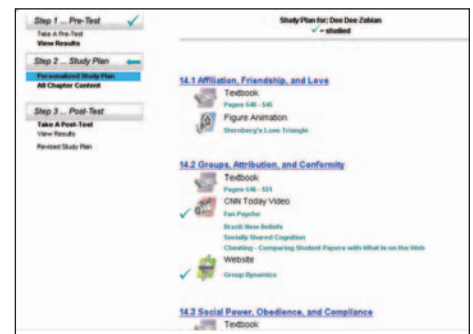 Step 1 ... Pre-Test
Take A Pre-Test
View Results
Step 2 ... Study Plan
Personalized Study Plan
All Chapter Content
Step 3 ... Post-Test
Take A Post-Test
View Results
Revised Study Plan
Study Plan for: Dee Dee Zobian
✓ = studied
14.1 Affiliation, Friendship, and Love
Textbook
Pages 540 - 545
Figure Animation
Sternberg's Love Triangle
14.2 Groups, Attribution, and Conformity
Textbook
Pages 546 - 551
CNN Today Video
Fan Psyche
Brazil New Beliefs
Socially Shared Cognition
Cheating - Comparing Student Papers with What Is on the Web
Website
Group Dynamics
14.3 Social Power, Obedience, and Compliance
Textbook